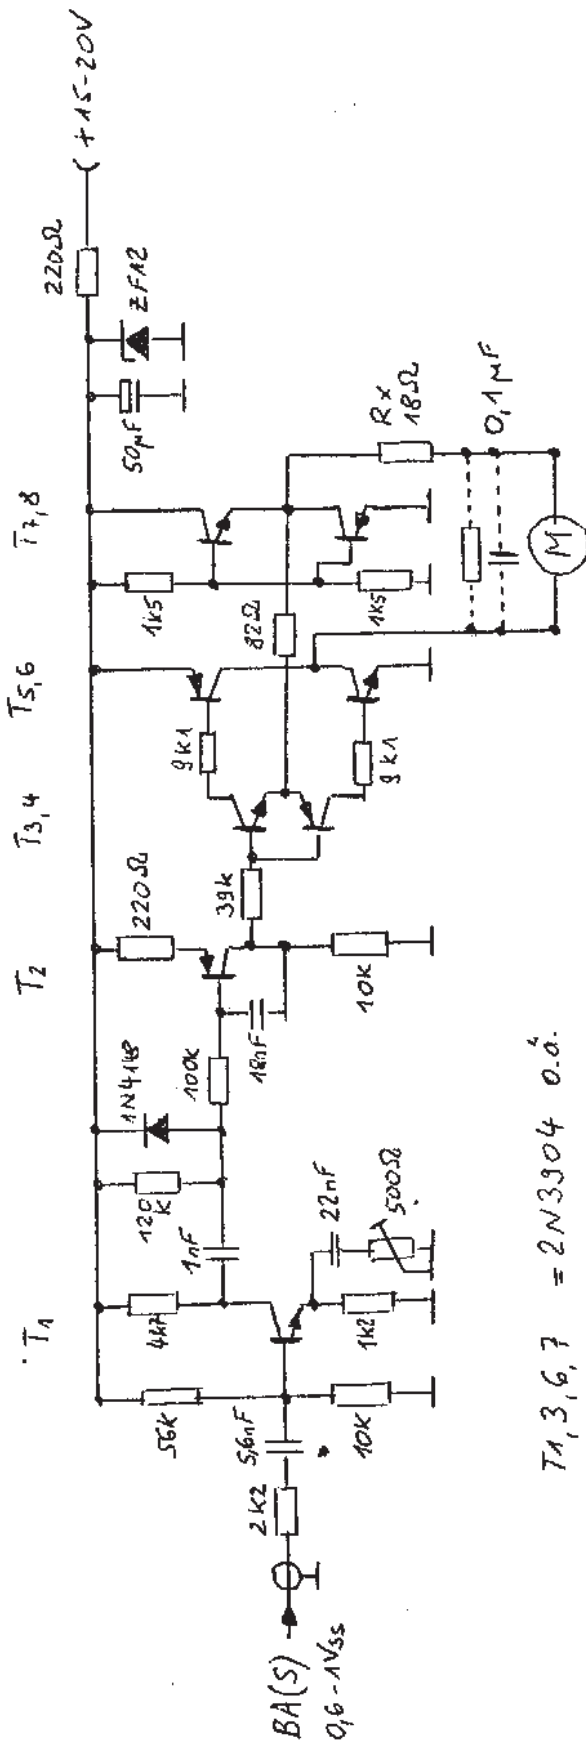 T1
T2
T3,4
T5,6
T7,8
BA(S)
0,6-1Vss
2k2
5,6nF
56k
10k
4k7
1k2
22nF
500Ω
1nF
120
k
1N4148
100k
18nF
220Ω
10k
39k
9k1
9k1
82Ω
1k5
1k5
50µF
ZF12
220Ω
(+15-20V
Rx
18Ω
0,1µF
M
T1,3,6,7 = 2N3904 o.ä.